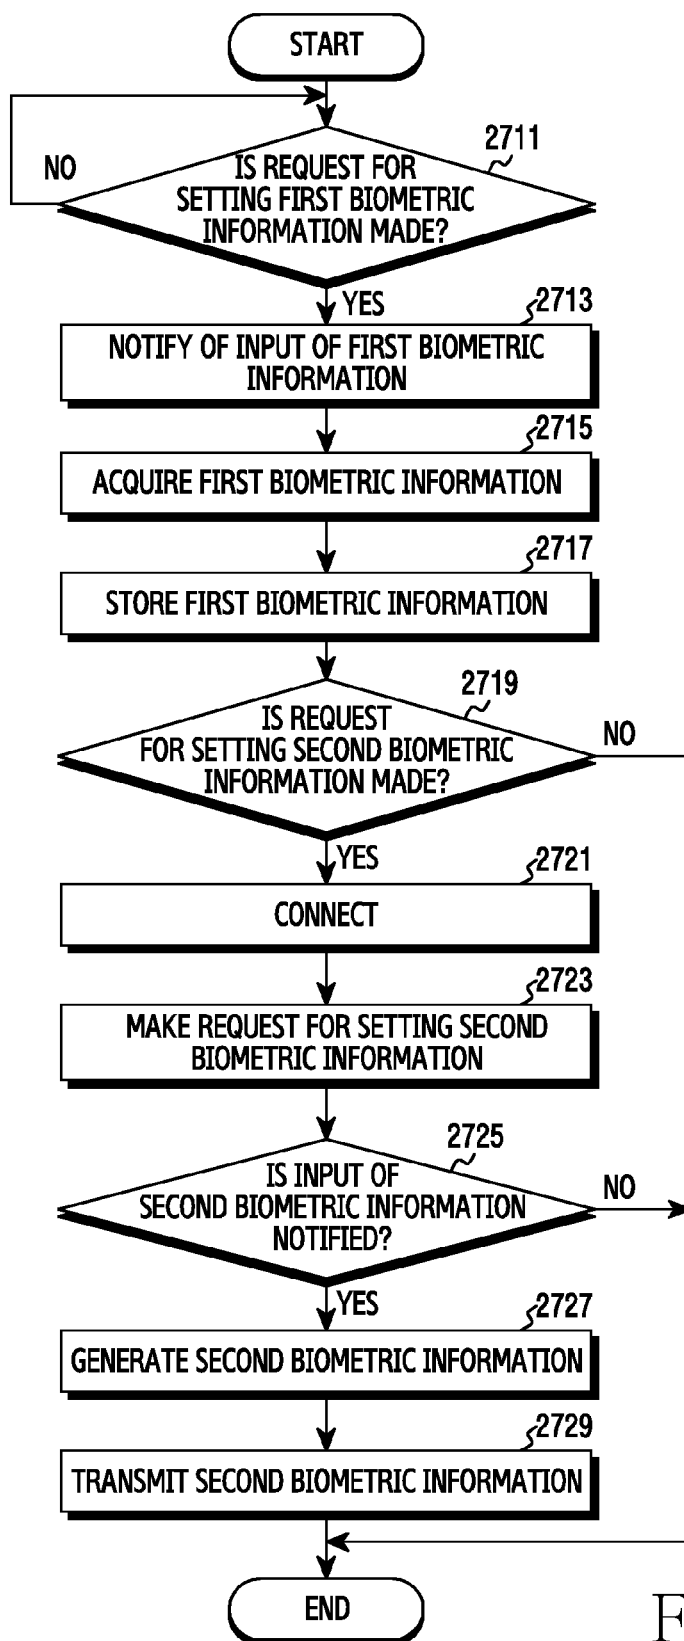 START
2711
NO
IS REQUEST FOR
SETTING FIRST BIOMETRIC
INFORMATION MADE?
YES
2713
NOTIFY OF INPUT OF FIRST BIOMETRIC
INFORMATION
2715
ACQUIRE FIRST BIOMETRIC INFORMATION
2717
STORE FIRST BIOMETRIC INFORMATION
2719
IS REQUEST
FOR SETTING SECOND BIOMETRIC
INFORMATION MADE?
NO
YES
2721
CONNECT
2723
MAKE REQUEST FOR SETTING SECOND
BIOMETRIC INFORMATION
2725
IS INPUT OF
SECOND BIOMETRIC INFORMATION
NOTIFIED?
NO
YES
2727
GENERATE SECOND BIOMETRIC INFORMATION
2729
TRANSMIT SECOND BIOMETRIC INFORMATION
END
F